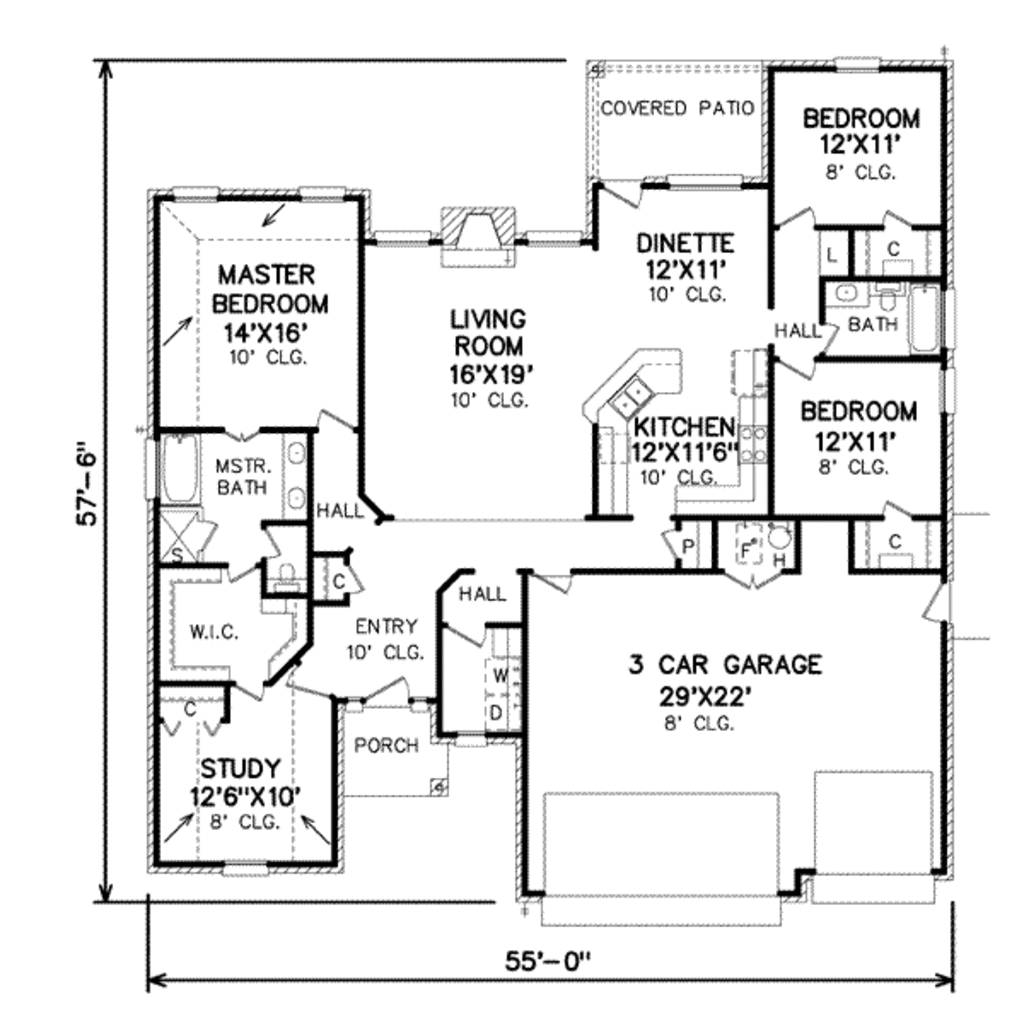 COVERED PATIO
BEDROOM
12'X11'
8' CLG.
MASTER
BEDROOM
14'X16'
10' CLG.
LIVING
ROOM
16'X19'
10' CLG.
DINETTE
12'X11'
10' CLG.
L
C
HALL
BATH
KITCHEN
12'X11'6"
10' CLG.
BEDROOM
12'X11'
8' CLG.
57'-6"
MSTR.
BATH
HALL
S
C
P
F
H
C
W.I.C.
ENTRY
10' CLG.
HALL
W
D
3 CAR GARAGE
29'X22'
8' CLG.
C
PORCH
STUDY
12'6"X10'
8' CLG.
55'-0"